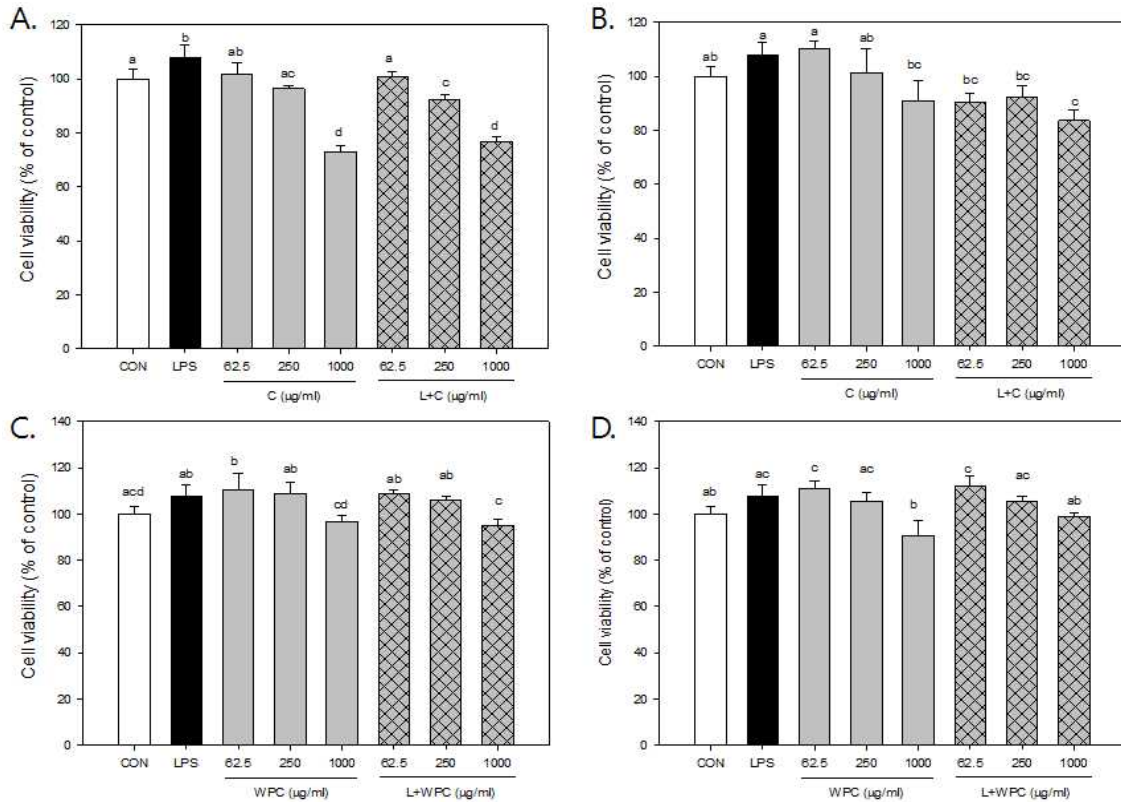 A.
Cell viability (% of control)
120
100
80
60
40
20
0
a
b
ab
ac
d
a
c
d
CON LPS 62.5 250 1000 62.5 250 1000
C (μg/ml) L+C (μg/ml)
B.
Cell viability (% of control)
120
100
80
60
40
20
0
ab
a
a
ab
bc
bc
bc
c
CON LPS 62.5 250 1000 62.5 250 1000
C (μg/ml) L+C (μg/ml)
C.
Cell viability (% of control)
140
120
100
80
60
40
20
0
acd
ab
b
ab
cd
ab
ab
c
CON LPS 62.5 250 1000 62.5 250 1000
WPC (μg/ml) L+WPC (μg/ml)
D.
Cell viability (% of control)
140
120
100
80
60
40
20
0
ab
ac
c
ac
b
c
ac
ab
CON LPS 62.5 250 1000 62.5 250 1000
WPC (μg/ml) L+WPC (μg/ml)